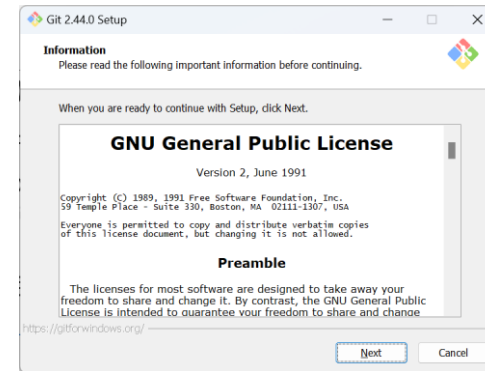 Git 2.44.0 Setup
Information
Please read the following important information before continuing.
When you are ready to continue with Setup, click Next.
GNU General Public License
Version 2, June 1991
Copyright (C) 1989, 1991 Free Software Foundation, Inc.
59 Temple Place - Suite 330, Boston, MA 02111-1307, USA
Everyone is permitted to copy and distribute verbatim copies
of this license document, but changing it is not allowed.
Preamble
The licenses for most software are designed to take away your
freedom to share and change it. By contrast, the GNU General Public
License is intended to guarantee your freedom to share and change
https://gitforwindows.org/
Next
Cancel